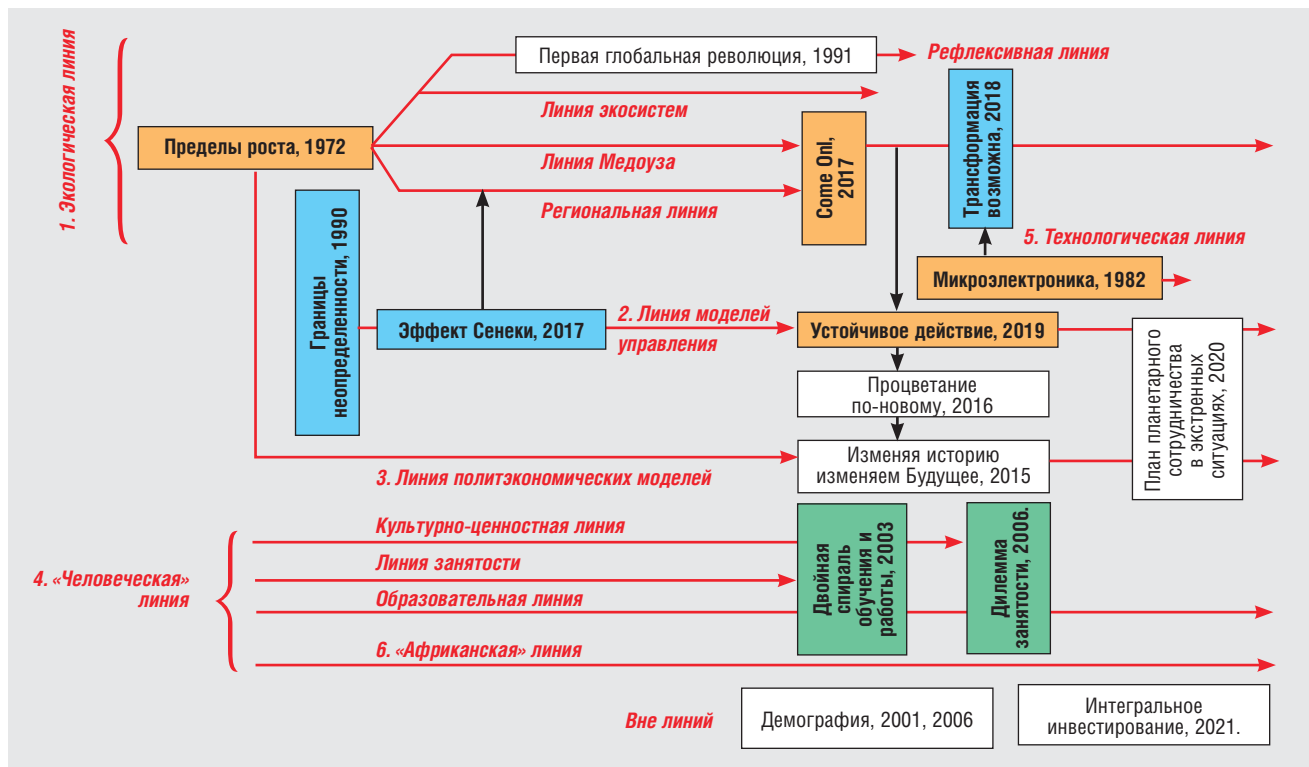 1. Экологическая линия
Первая глобальная революция, 1991
Рефлексивная линия
Линия экосистем
Пределы роста, 1972
Линия Медоуза
Региональная линия
Come OnI,
2017
Трансформация
возможна, 2018
5. Технологическая линия
Микроэлектроника, 1982
Границы
неопределенности, 1990
Эффект Сенеки, 2017
2. Линия моделей
управления
Устойчивое действие, 2019
Процветание
по-новому, 2016
Изменяя историю
изменяем Будущее, 2015
План планетарного
сотрудничества
в экстренных
ситуациях, 2020
3. Линия политэкономических моделей
4. «Человеческая»
линия
Культурно-ценностная линия
Линия занятости
Образовательная линия
6. «Африканская» линия
Двойная
спираль
обучения и
работы, 2003
Дилемма
занятости, 2006.
Вне линий
Демография, 2001, 2006
Интегральное
инвестирование, 2021.